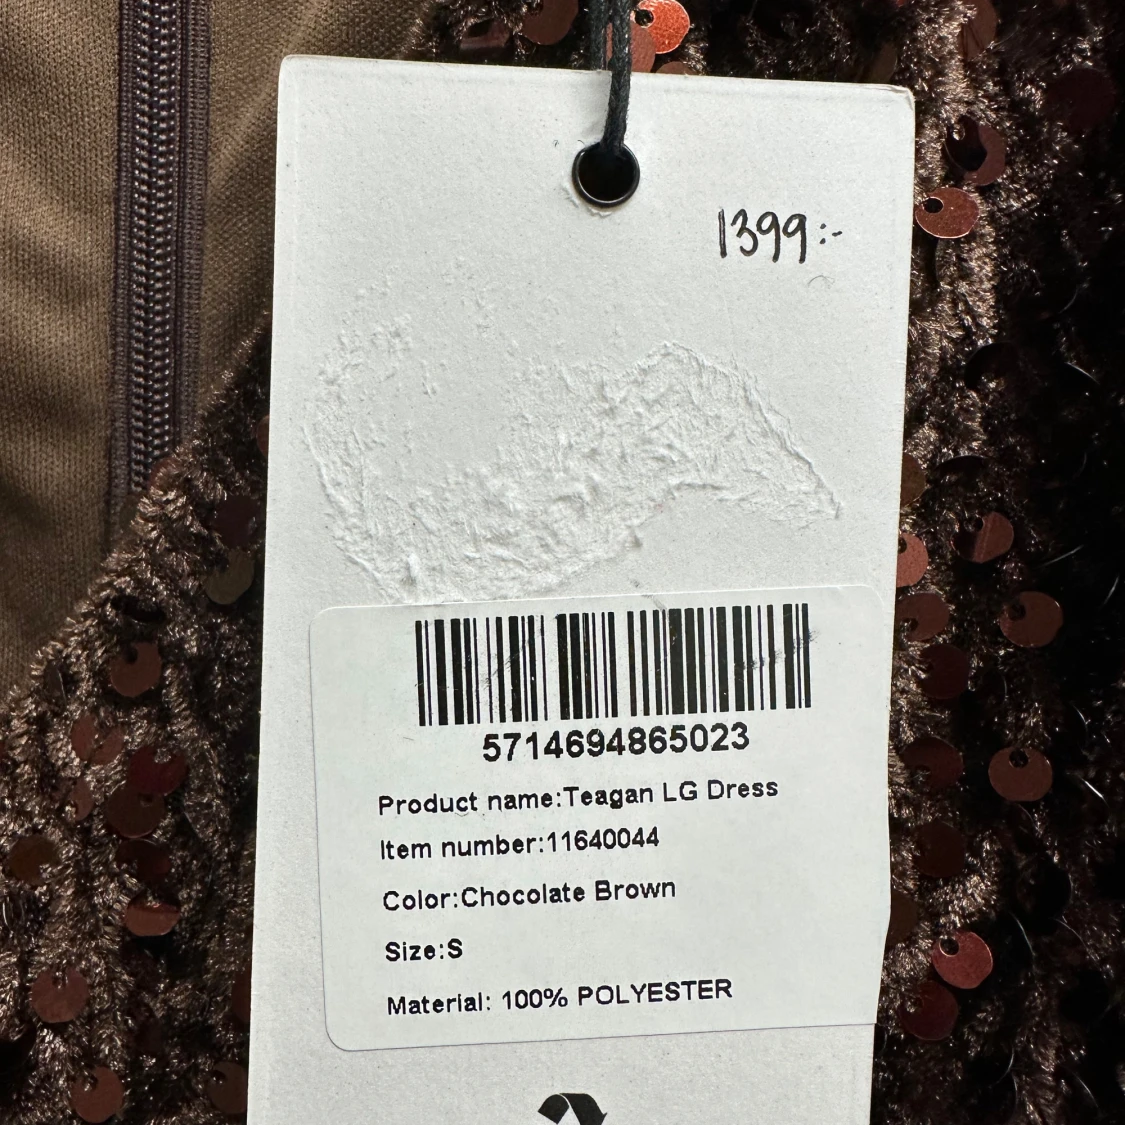 1399:-
5714694865023
Product name:Teagan LG Dress
Item number:11640044
Color:Chocolate Brown
Size:S
Material: 100% POLYESTER